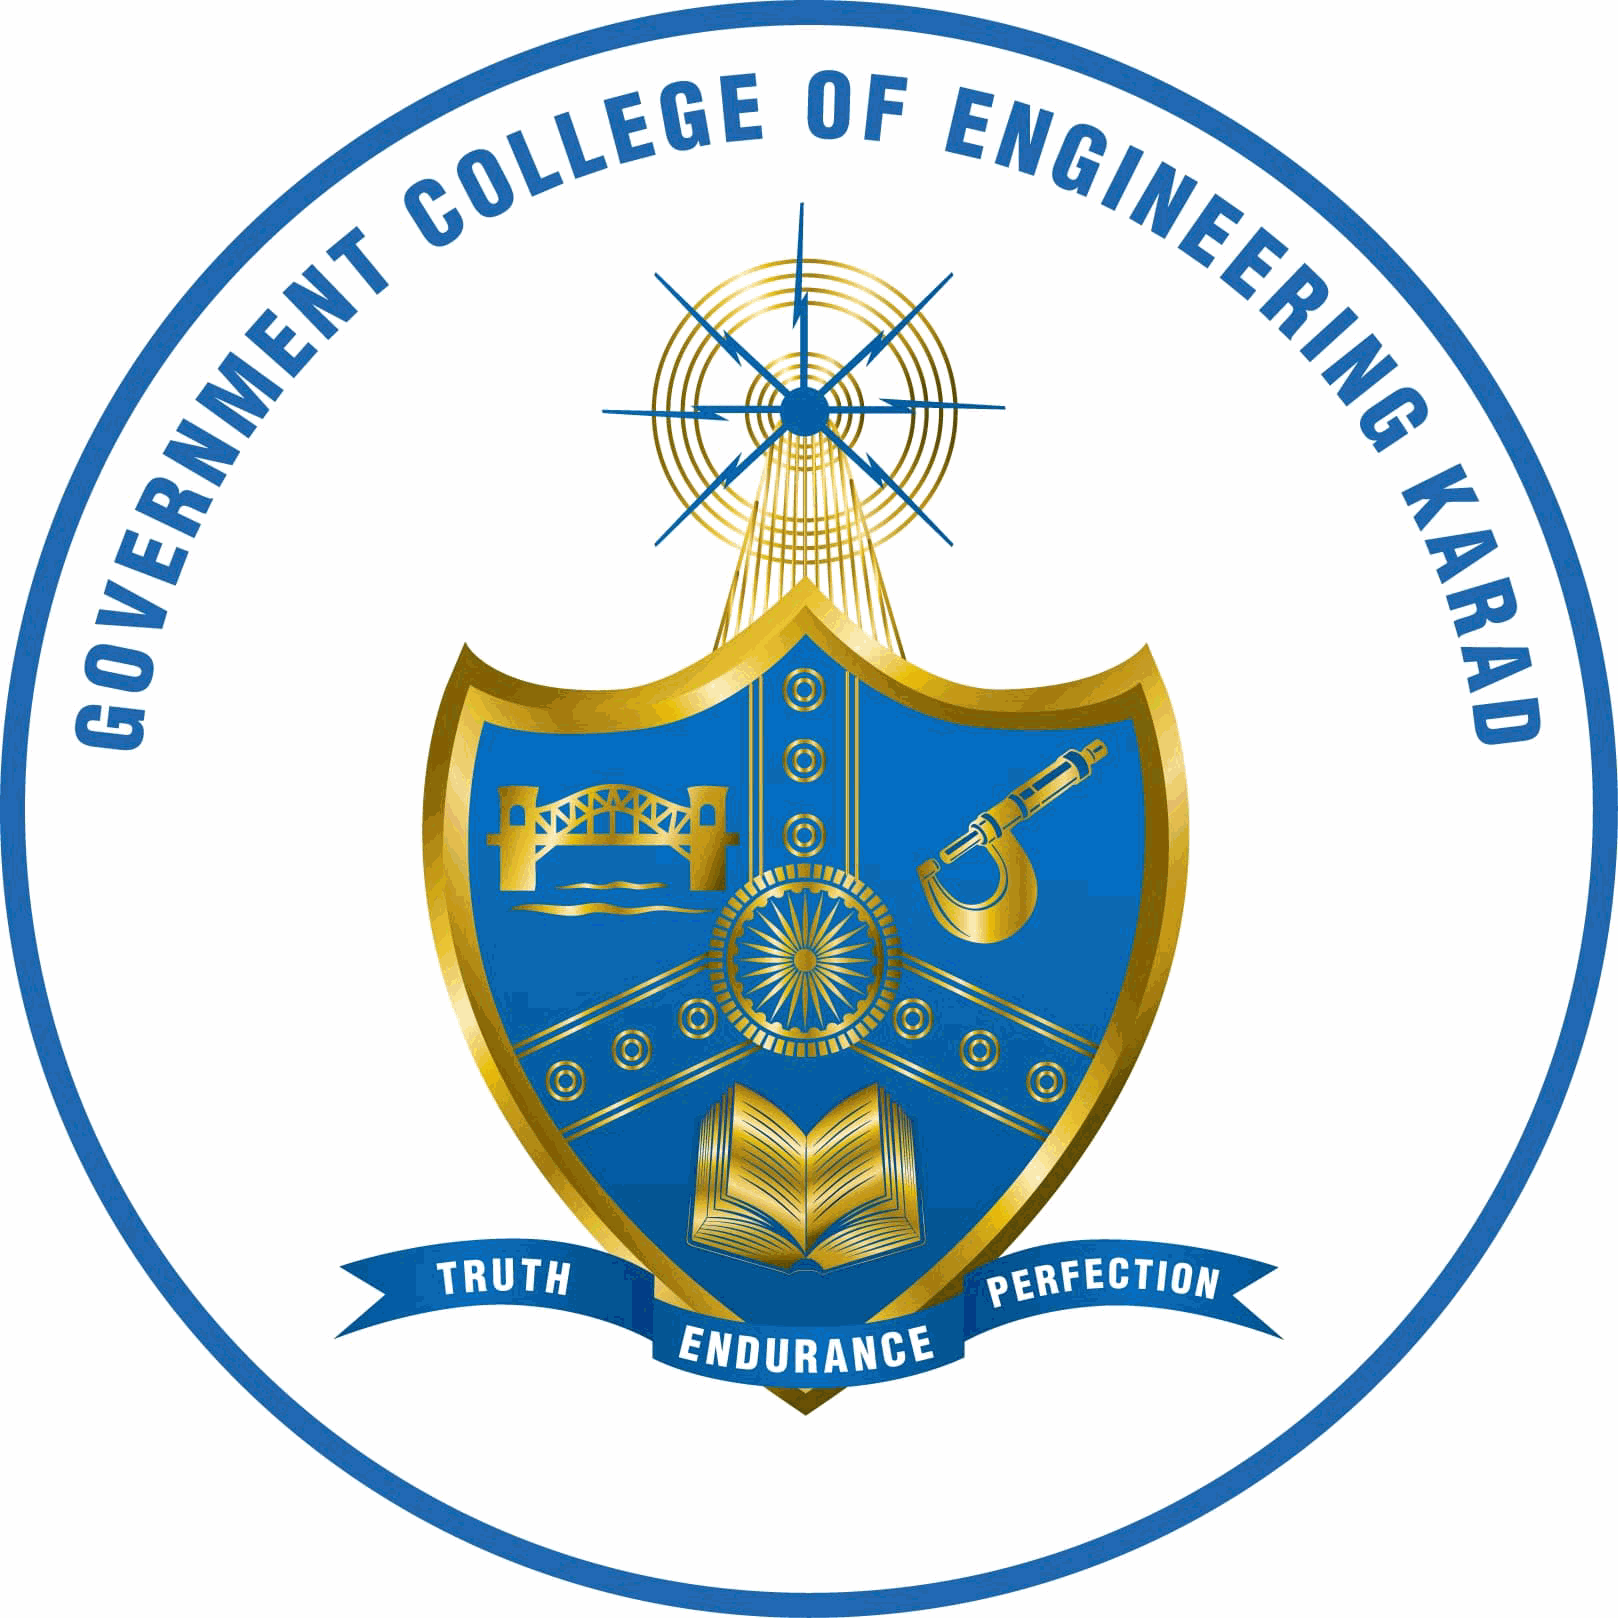 GOVERNMENT COLLEGE OF ENGINEERING KARAD
TRUTH
ENDURANCE
PERFECTION